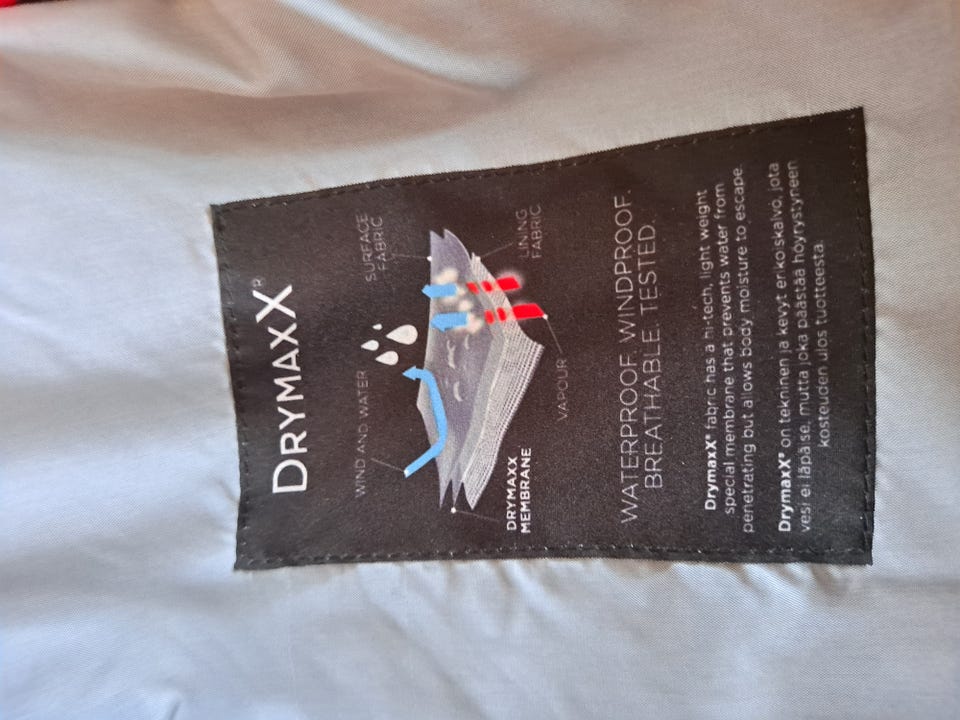 DRYMAXX®
SURFACE
FABRIC
WIND AND WATER
LINING
FABRIC
VAPOUR
DRYMAXX
MEMBRANE
WATERPROOF. WINDPROOF.
BREATHABLE. TESTED.
DrymaxX® fabric has a hi-tech, light weight
special membrane that prevents water from
penetrating but allows body moisture to escape.
DrymaxX® on tekninen ja kevyt erikoiskalvo, jota
vesi ei läpäise, mutta joka päästää höyrystyneen
kosteuden ulos tuotteesta.